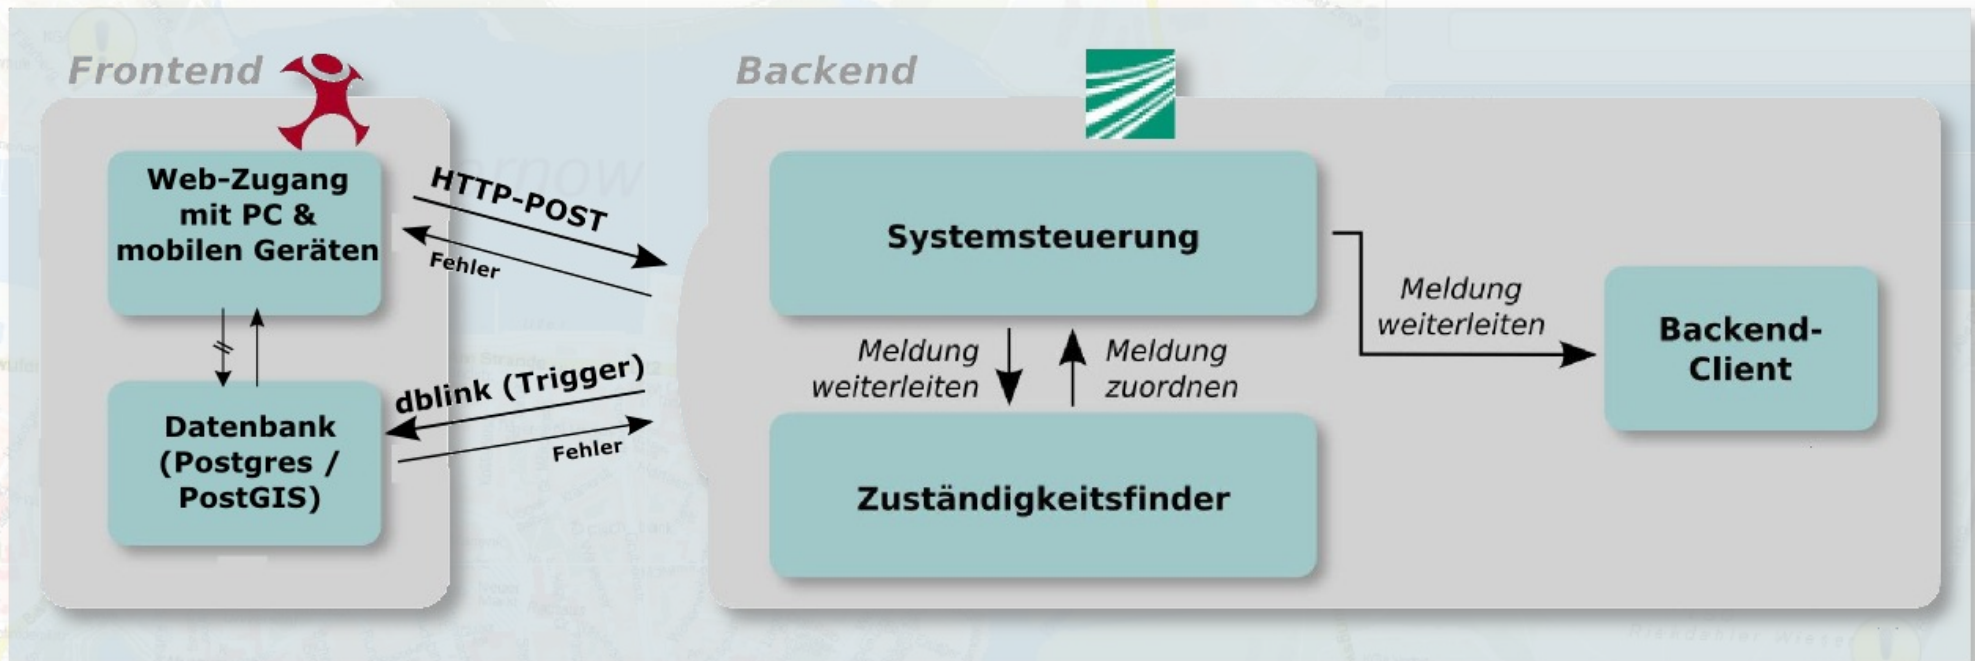 Frontend
Backend
Web-Zugang
mit PC &
mobilen Geräten
HTTP-POST
Fehler
Systemsteuerung
Meldung
weiterleiten
Backend-
Client
Meldung
weiterleiten
Meldung
zuordnen
dblink (Trigger)
Fehler
Datenbank
(Postgres /
PostGIS)
Zuständigkeitsfinder